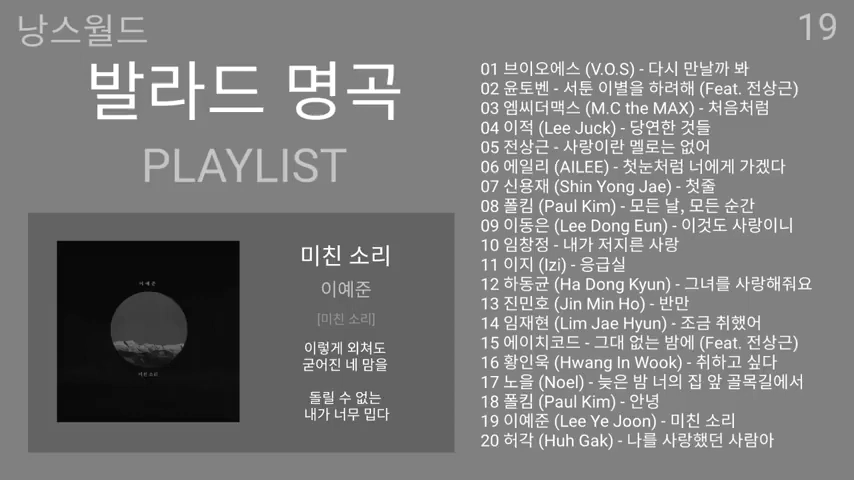 낭스월드
19
발라드 명곡
PLAYLIST
이예준
미친 소리
미친 소리
이예준
[미친 소리]
이렇게 외쳐도
굳어진 네 맘을
돌릴 수 없는
내가 너무 밉다
01 브이오에스 (V.O.S) - 다시 만날까 봐
02 윤토벤 - 서툰 이별을 하려해 (Feat. 전상근)
03 엠씨더맥스 (M.C the MAX) - 처음처럼
04 이적 (Lee Juck) - 당연한 것들
05 전상근 - 사랑이란 멜로는 없어
06 에일리 (AILEE) - 첫눈처럼 너에게 가겠다
07 신용재 (Shin Yong Jae) - 첫줄
08 폴킴 (Paul Kim) - 모든 날, 모든 순간
09 이동은 (Lee Dong Eun) - 이것도 사랑이니
10 임창정 - 내가 저지른 사랑
11 이지 (Izi) - 응급실
12 하동균 (Ha Dong Kyun) - 그녀를 사랑해줘요
13 진민호 (Jin Min Ho) - 반만
14 임재현 (Lim Jae Hyun) - 조금 취했어
15 에이치코드 - 그대 없는 밤에 (Feat. 전상근)
16 황인욱 (Hwang In Wook) - 취하고 싶다
17 노을 (Noel) - 늦은 밤 너의 집 앞 골목길에서
18 폴킴 (Paul Kim) - 안녕
19 이예준 (Lee Ye Joon) - 미친 소리
20 허각 (Huh Gak) - 나를 사랑했던 사람아